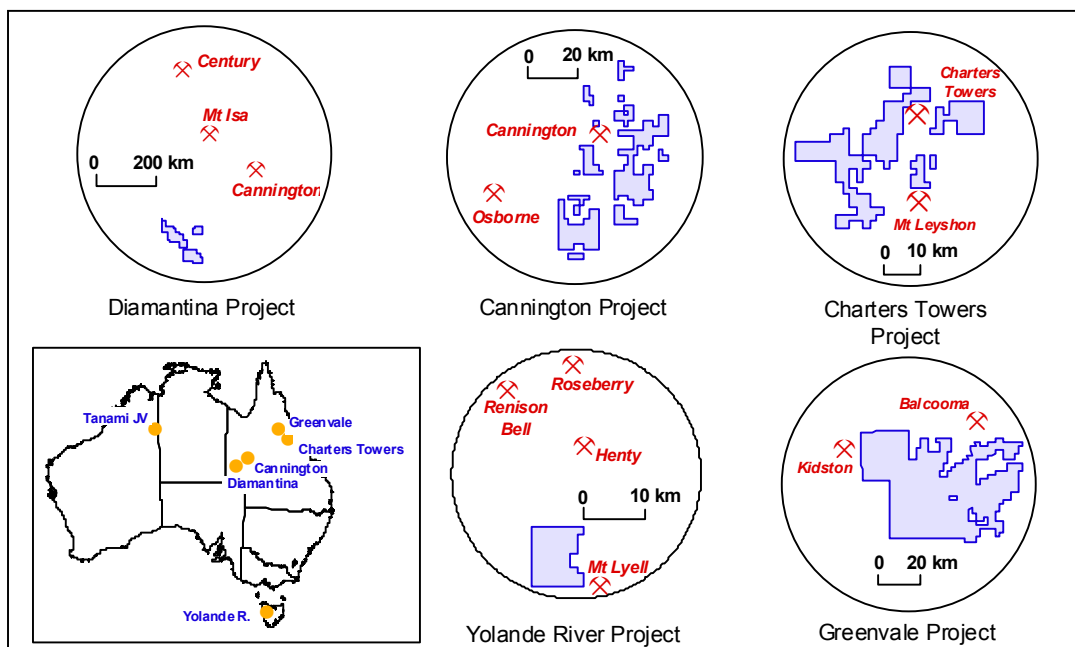 Century
Mt Isa
0 200 km
Cannington
Diamantina Project
0 20 km
Cannington
Osborne
Cannington Project
Charters
Towers
Mt Leyshon
0 10 km
Charters Towers
Project
Tanami JV
Greenvale
Charters Towers
Cannington
Diamantina
Yolande R.
Roseberry
Renison
Bell
Henty
0 10 km
Mt Lyell
Yolande River Project
Balcooma
Kidston
0 20 km
Greenvale Project